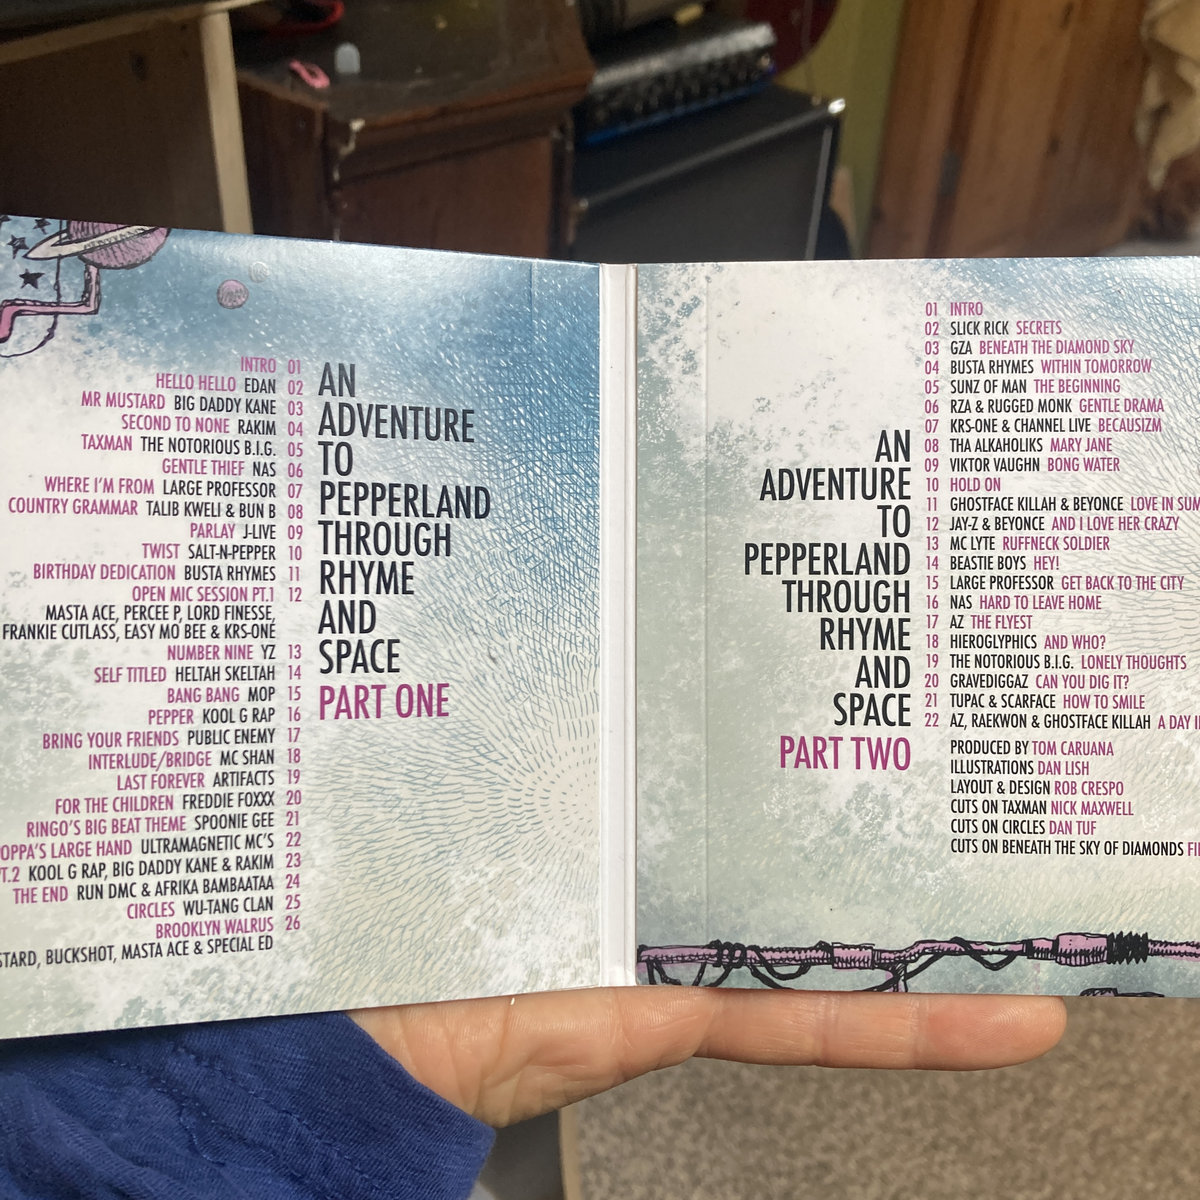 INTRO 01
HELLO HELLO EDAN 02
MR MUSTARD BIG DADDY KANE 03
SECOND TO NONE RAKIM 04
TAXMAN THE NOTORIOUS B.I.G. 05
GENTLE THIEF NAS 06
WHERE I'M FROM LARGE PROFESSOR 07
COUNTRY GRAMMAR TALIB KWELI & BUN B 08
PARLAY J-LIVE 09
TWIST SALT-N-PEPPER 10
BIRTHDAY DEDICATION BUSTA RHYMES 11
OPEN MIC SESSION PT.1 12
MASTA ACE, PERCEE P, LORD FINESSE,
FRANKIE CUTLASS, EASY MO BEE & KRS-ONE
NUMBER NINE YZ 13
SELF TITLED HELTAH SKELTAH 14
BANG BANG MOP 15
PEPPER KOOL G RAP 16
BRING YOUR FRIENDS PUBLIC ENEMY 17
INTERLUDE/BRIDGE MC SHAN 18
LAST FOREVER ARTIFACTS 19
FOR THE CHILDREN FREDDIE FOXXX 20
RINGO'S BIG BEAT THEME SPOONIE GEE 21
LARGE HAND ULTRAMAGNETIC MC'S 22
KOOL G RAP, BIG DADDY KANE & RAKIM 23
THE END RUN DMC & AFRIKA BAMBAATAA 24
CIRCLES WU-TANG CLAN 25
BROOKLYN WALRUS 26
BUCKSHOT, MASTA ACE & SPECIAL ED
AN
ADVENTURE
TO
PEPPERLAND
THROUGH
RHYME
AND
SPACE
PART ONE
AN
ADVENTURE
TO
PEPPERLAND
THROUGH
RHYME
AND
SPACE
PART TWO
01 INTRO
02 SLICK RICK SECRETS
03 GZA BENEATH THE DIAMOND SKY
04 BUSTA RHYMES WITHIN TOMORROW
05 SUNZ OF MAN THE BEGINNING
06 RZA & RUGGED MONK GENTLE DRAMA
07 KRS-ONE & CHANNEL LIVE BECAUSIZM
08 THA ALKAHOLIKS MARY JANE
09 VIKTOR VAUGHN BONG WATER
10 HOLD ON
11 GHOSTFACE KILLAH & BEYONCE LOVE IN
12 JAY-Z & BEYONCE AND I LOVE HER CRAZY
13 MC LYTE RUFFNECK SOLDIER
14 BEASTIE BOYS HEY!
15 LARGE PROFESSOR GET BACK TO THE CITY
16 NAS HARD TO LEAVE HOME
17 AZ THE FLYEST
18 HIEROGLYPHICS AND WHO?
19 THE NOTORIOUS B.I.G. LONELY THOUGHTS
20 GRAVEDIGGAZ CAN YOU DIG IT?
21 TUPAC & SCARFACE HOW TO SMILE
22 AZ, RAEKWON & GHOSTFACE KILLAH A DAY
PRODUCED BY TOM CARUANA
ILLUSTRATIONS DAN LISH
LAYOUT & DESIGN ROB CRESPO
CUTS ON TAXMAN NICK MAXWELL
CUTS ON CIRCLES DAN TUF
CUTS ON BENEATH THE SKY OF DIAMONDS